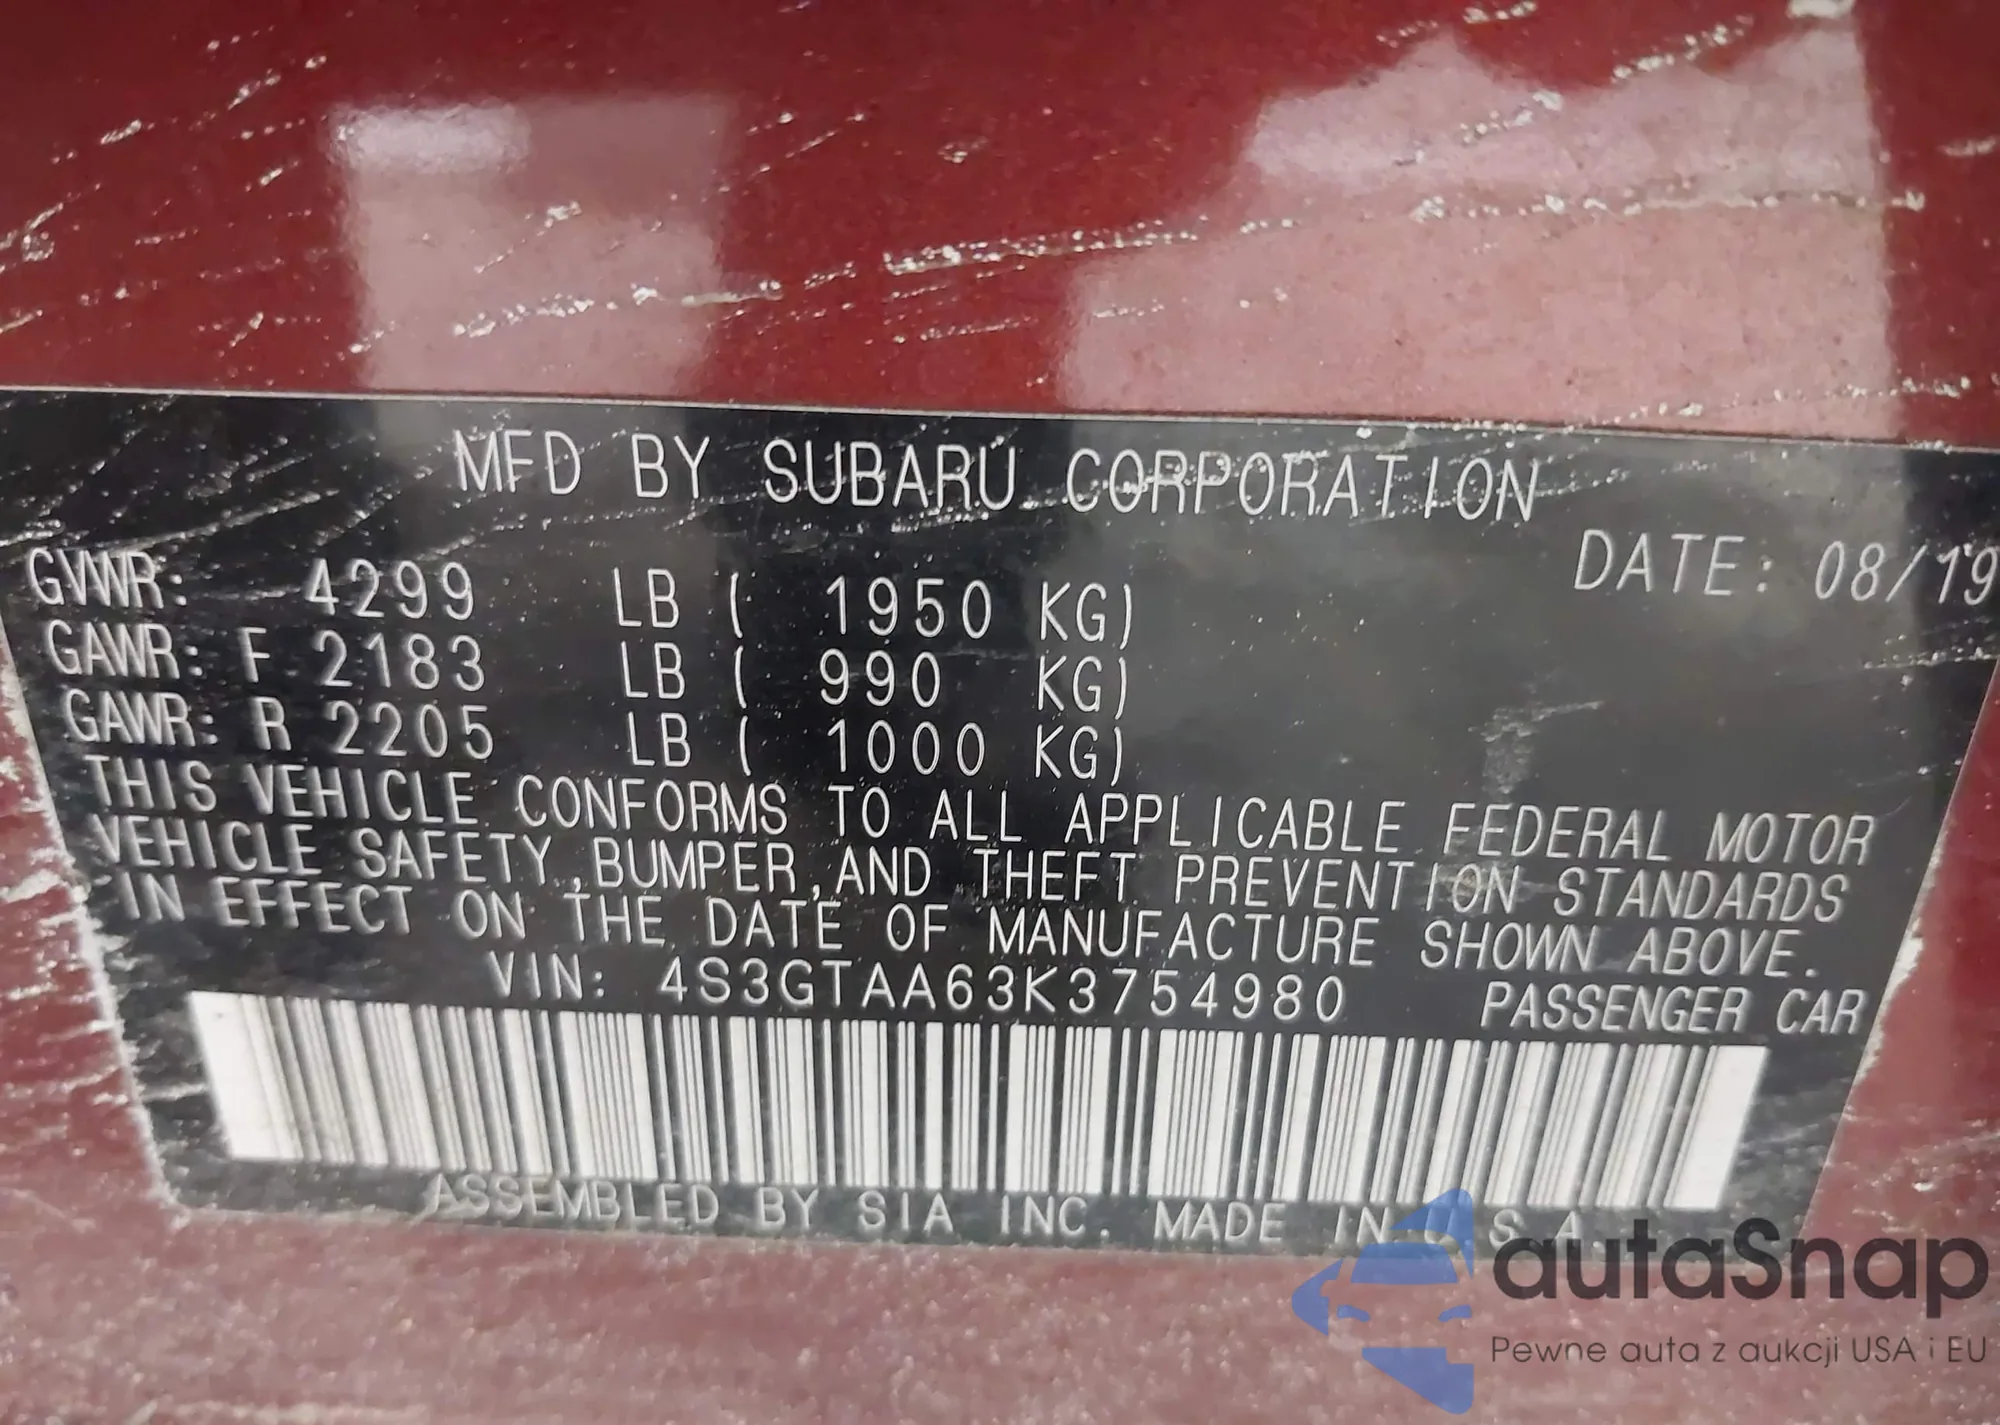 MFD BY SUBARU CORPORATION
DATE: 08/19
GVWR: 4299 LB ( 1950 KG)
GAWR: F 2183 LB ( 990 KG)
GAWR: R 2205 LB ( 1000 KG)
THIS VEHICLE CONFORMS TO ALL APPLICABLE FEDERAL MOTOR
VEHICLE SAFETY,BUMPER,AND THEFT PREVENTION STANDARDS
IN EFFECT ON THE DATE OF MANUFACTURE SHOWN ABOVE.
VIN: 4S3GTAA63K3754980 PASSENGER CAR
ASSEMBLED BY SIA INC. MADE IN U.S.A.
autaSnap
Pewne auta z aukcji USA i EU